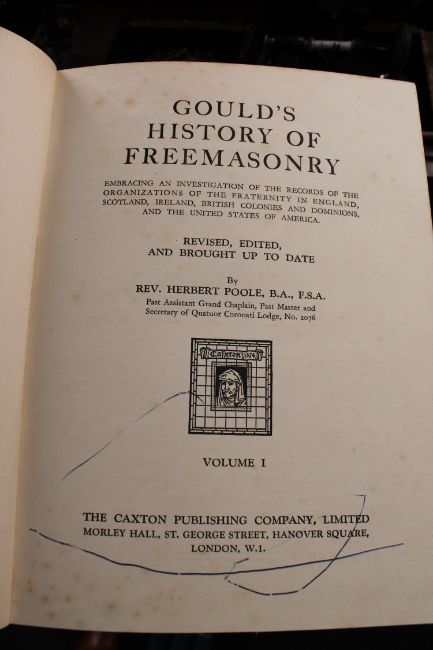 GOULD'S
HISTORY OF
FREEMASONRY
EMBRACING AN INVESTIGATION OF THE RECORDS OF THE
ORGANIZATIONS OF THE FRATERNITY IN ENGLAND,
SCOTLAND, IRELAND, BRITISH COLONIES AND DOMINIONS,
AND THE UNITED STATES OF AMERICA.
REVISED, EDITED,
AND BROUGHT UP TO DATE
By
REV. HERBERT POOLE, B.A., F.S.A.
Past Assistant Grand Chaplain, Past Master and
Secretary of Quatuor Coronati Lodge, No. 2076
VOLUME I
THE CAXTON PUBLISHING COMPANY, LIMITED
MORLEY HALL, ST. GEORGE STREET, HANOVER SQUARE,
LONDON, W.1.